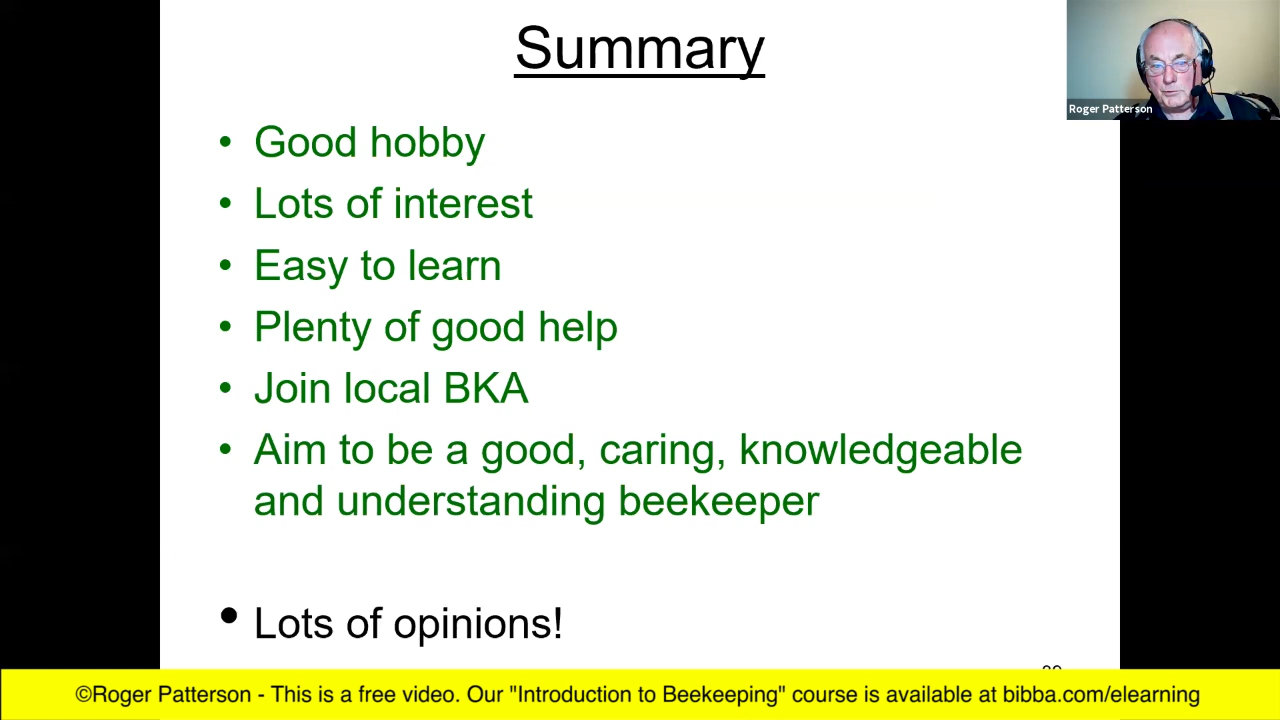 Summary
Roger Patterson
• Good hobby
• Lots of interest
• Easy to learn
• Plenty of good help
• Join local BKA
• Aim to be a good, caring, knowledgeable
and understanding beekeeper
• Lots of opinions!
©Roger Patterson - This is a free video. Our "Introduction to Beekeeping" course is available at bibba.com/elearning